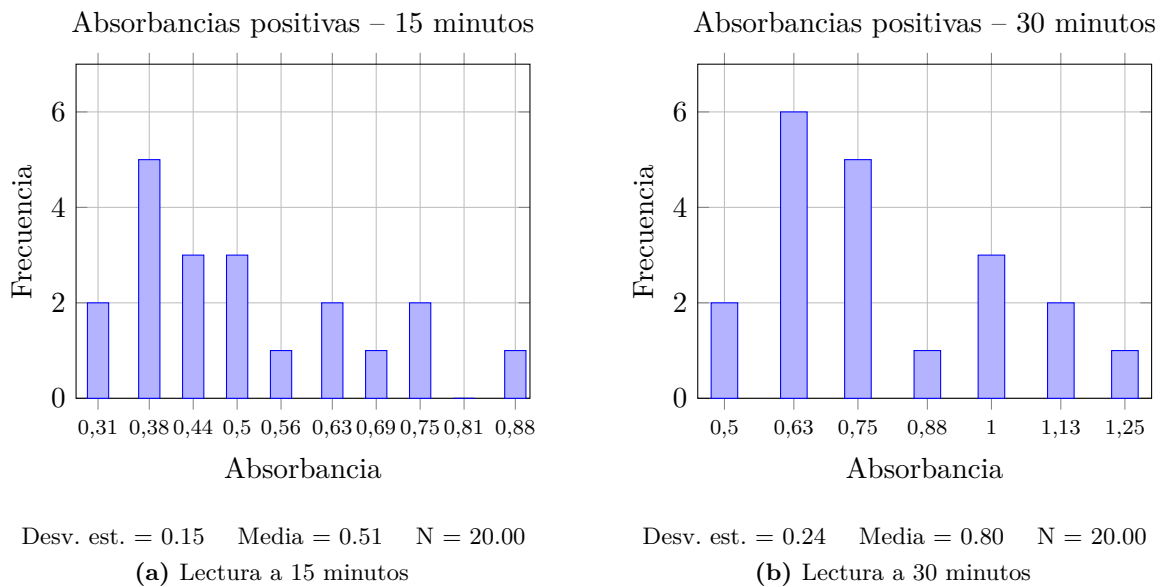 Absorbancias positivas – 15 minutos
6
4
2
0
Frecuencia
0,31 0,38 0,44 0,5 0,56 0,63 0,69 0,75 0,81 0,88
Absorbancia
Desv. est. = 0.15 Media = 0.51 N = 20.00
(a) Lectura a 15 minutos
Absorbancias positivas – 30 minutos
6
4
2
0
Frecuencia
0,5 0,63 0,75 0,88 1 1,13 1,25
Absorbancia
Desv. est. = 0.24 Media = 0.80 N = 20.00
(b) Lectura a 30 minutos